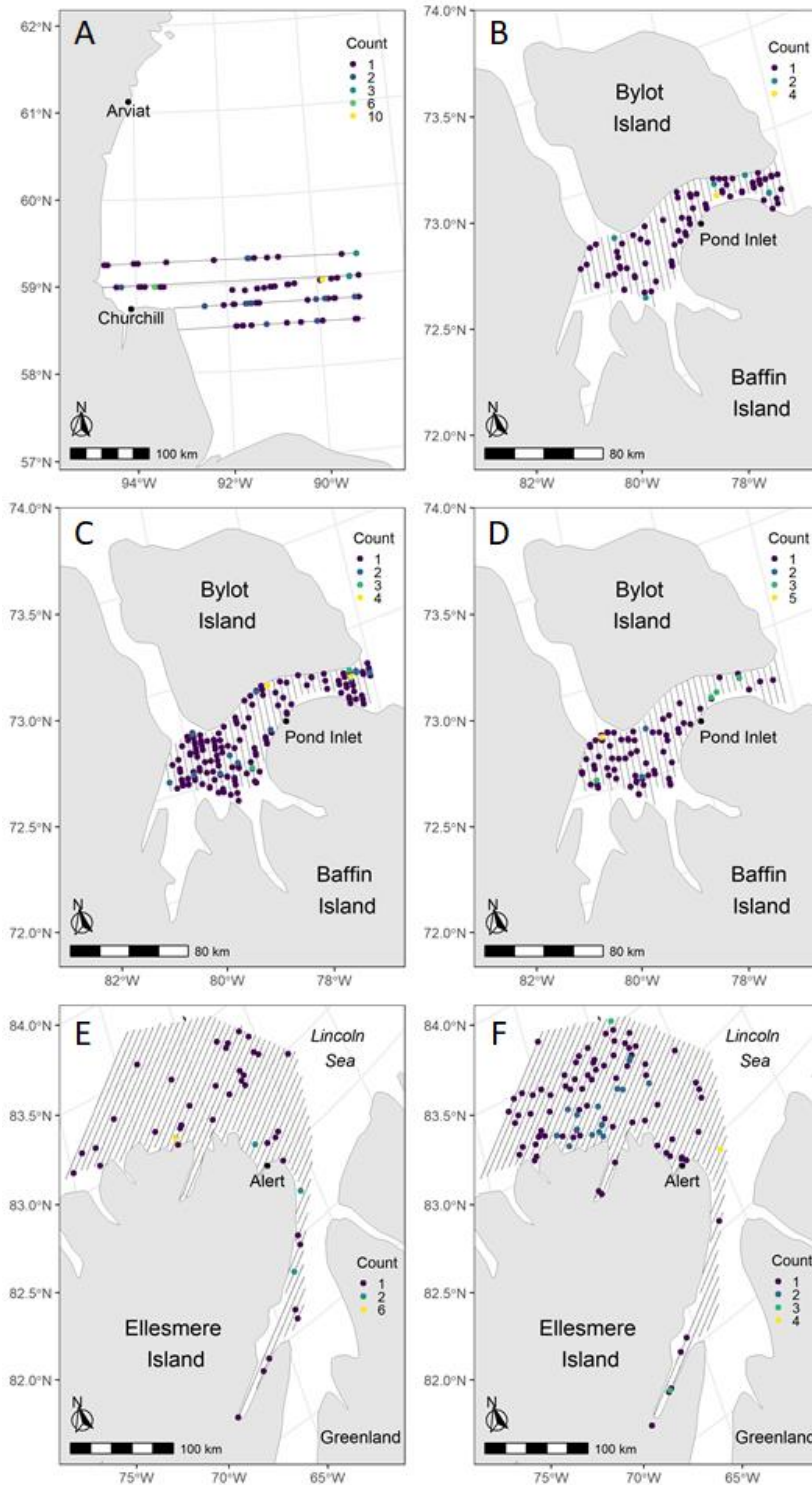 A
62°N
61°N
60°N
59°N
58°N
57°N
Count
1
2
3
6
10
Arviat
Churchill
N
100 km
94°W
92°W
90°W
B
74.0°N
73.5°N
73.0°N
72.5°N
72.0°N
Count
1
2
4
Bylot
Island
Pond Inlet
Baffin
Island
N
80 km
82°W
80°W
78°W
C
74.0°N
73.5°N
73.0°N
72.5°N
72.0°N
Count
1
2
3
4
Bylot
Island
Pond Inlet
Baffin
Island
N
80 km
82°W
80°W
78°W
D
74.0°N
73.5°N
73.0°N
72.5°N
72.0°N
Count
1
2
3
5
Bylot
Island
Pond Inlet
Baffin
Island
N
80 km
82°W
80°W
78°W
E
84.0°N
83.5°N
83.0°N
82.5°N
82.0°N
Lincoln
Sea
Alert
Count
1
2
6
Ellesmere
Island
N
100 km
Greenland
75°W
70°W
65°W
F
84.0°N
83.5°N
83.0°N
82.5°N
82.0°N
Lincoln
Sea
Alert
Count
1
2
3
4
Ellesmere
Island
N
100 km
Greenland
75°W
70°W
65°W